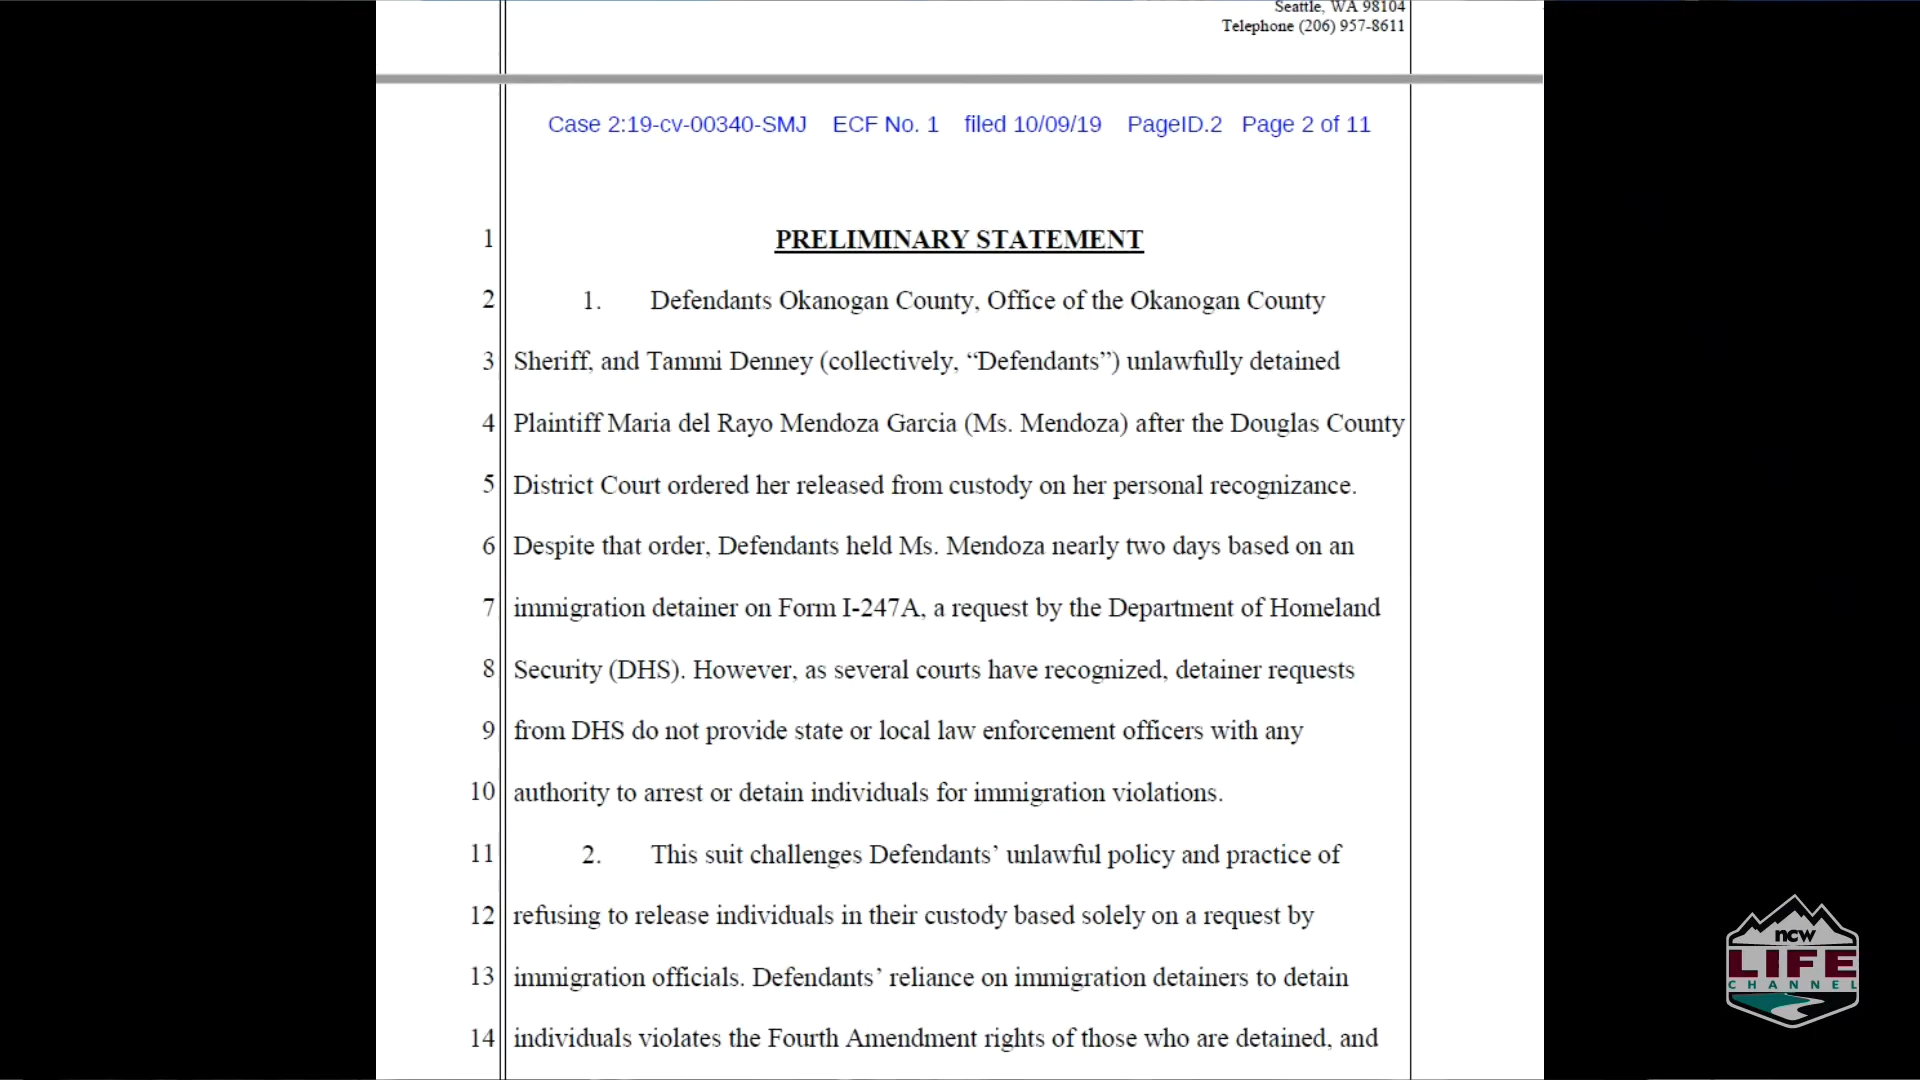 Seattle, WA 98104
Telephone (206) 957-8611
Case 2:19-cv-00340-SMJ ECF No. 1 filed 10/09/19 PageID.2 Page 2 of 11
1 PRELIMINARY STATEMENT
2 1. Defendants Okanogan County, Office of the Okanogan County
3 Sheriff, and Tammi Denney (collectively, “Defendants”) unlawfully detained
4 Plaintiff Maria del Rayo Mendoza Garcia (Ms. Mendoza) after the Douglas County
5 District Court ordered her released from custody on her personal recognizance.
6 Despite that order, Defendants held Ms. Mendoza nearly two days based on an
7 immigration detainer on Form I-247A, a request by the Department of Homeland
8 Security (DHS). However, as several courts have recognized, detainer requests
9 from DHS do not provide state or local law enforcement officers with any
10 authority to arrest or detain individuals for immigration violations.
11 2. This suit challenges Defendants’ unlawful policy and practice of
12 refusing to release individuals in their custody based solely on a request by
13 immigration officials. Defendants’ reliance on immigration detainers to detain
14 individuals violates the Fourth Amendment rights of those who are detained, and
ncw
LIFE
CHANNEL